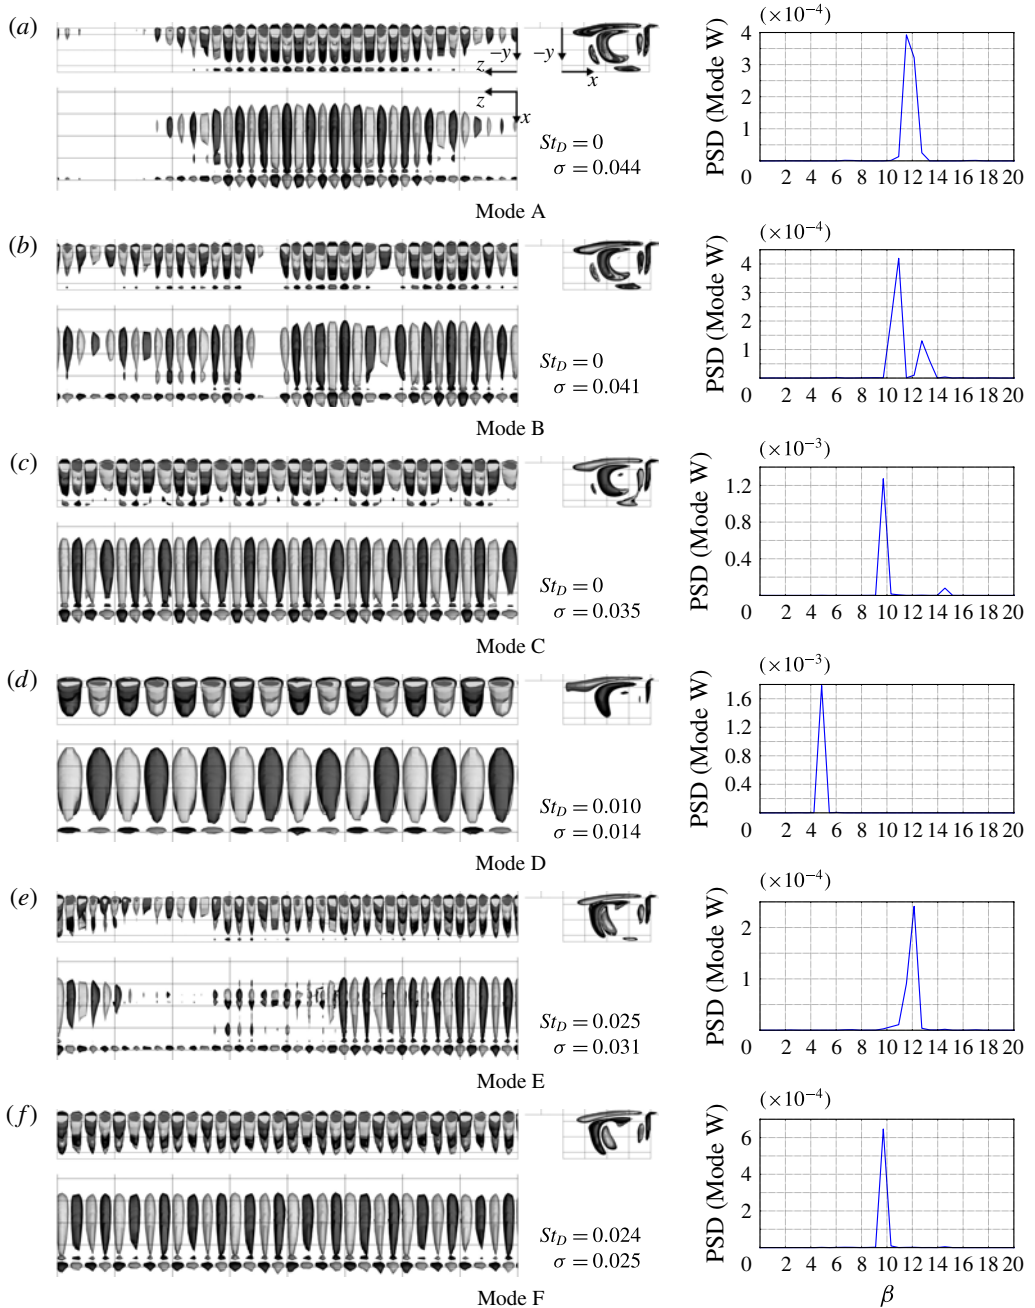 (a)
−y
−y
z
x
z
x
St_D = 0
σ = 0.044
Mode A
(×10⁻⁴)
PSD (Mode W)
4
3
2
1
0 2 4 6 8 10 12 14 16 18 20
(b)
St_D = 0
σ = 0.041
Mode B
(×10⁻⁴)
PSD (Mode W)
4
3
2
1
0 2 4 6 8 10 12 14 16 18 20
(c)
St_D = 0
σ = 0.035
Mode C
(×10⁻³)
PSD (Mode W)
1.2
0.8
0.4
0 2 4 6 8 10 12 14 16 18 20
(d)
St_D = 0.010
σ = 0.014
Mode D
(×10⁻³)
PSD (Mode W)
1.6
1.2
0.8
0.4
0 2 4 6 8 10 12 14 16 18 20
(e)
St_D = 0.025
σ = 0.031
Mode E
(×10⁻⁴)
PSD (Mode W)
2
1
0 2 4 6 8 10 12 14 16 18 20
(f)
St_D = 0.024
σ = 0.025
Mode F
(×10⁻⁴)
PSD (Mode W)
6
4
2
0 2 4 6 8 10 12 14 16 18 20
β